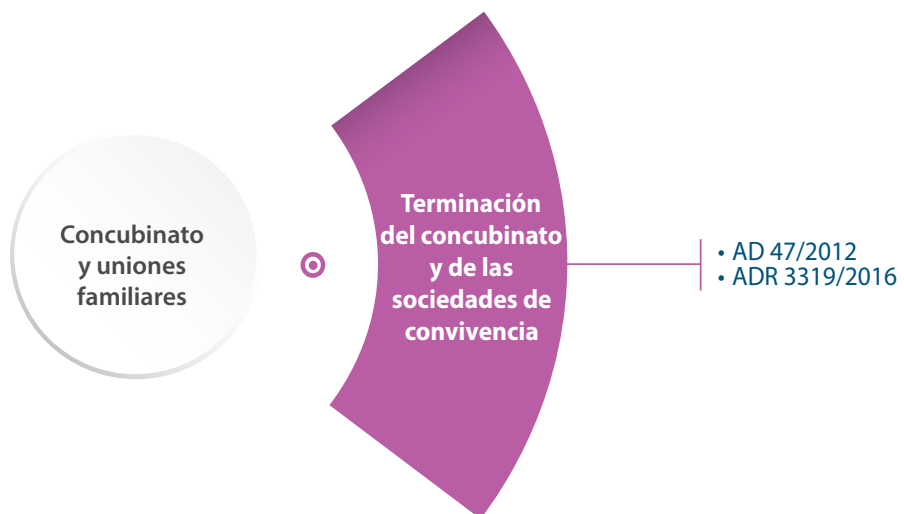 Concubinato
y uniones
familiares
Terminación
del concubinato
y de las
sociedades de
convivencia
• AD 47/2012
• ADR 3319/2016